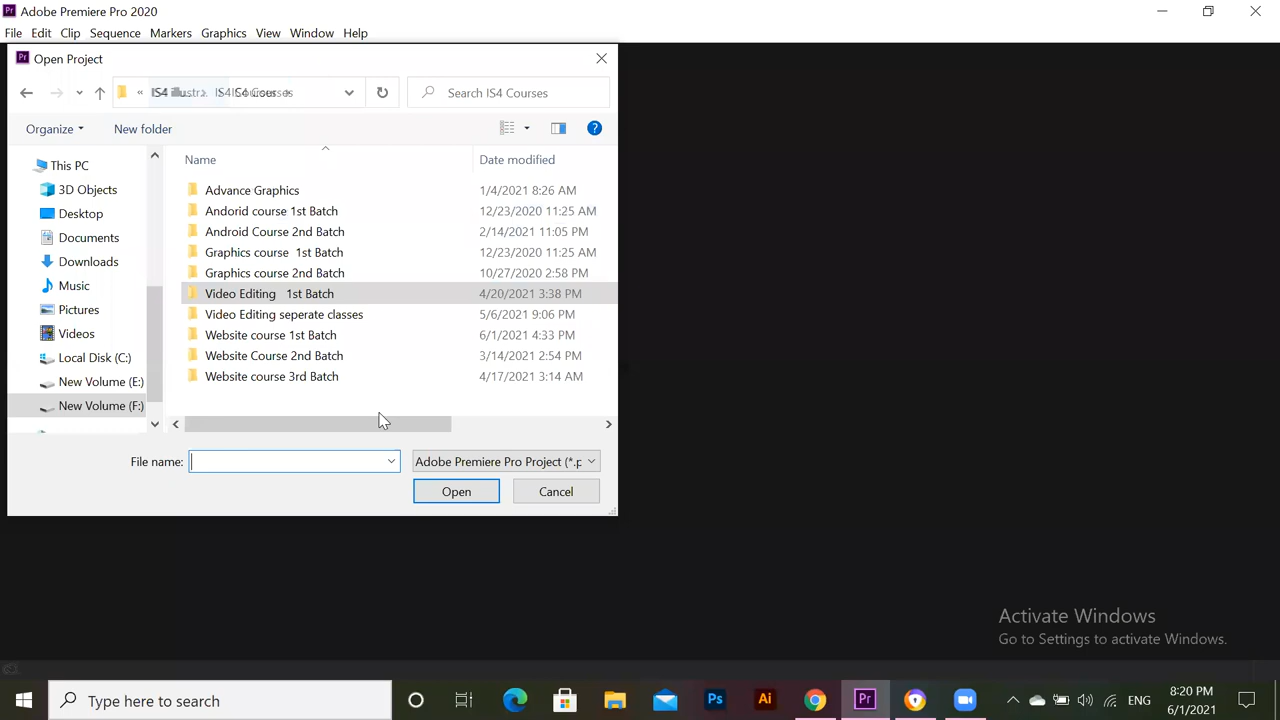 Adobe Premiere Pro 2020
File Edit Clip Sequence Markers Graphics View Window Help
Open Project
Search IS4 Courses
Organize New folder
This PC
3D Objects
Desktop
Documents
Downloads
Music
Pictures
Videos
Local Disk (C:)
New Volume (E:)
New Volume (F:)
Name Date modified
Advance Graphics 1/4/2021 8:26 AM
Andorid course 1st Batch 12/23/2020 11:25 AM
Android Course 2nd Batch 2/14/2021 11:05 PM
Graphics course 1st Batch 12/23/2020 11:25 AM
Graphics course 2nd Batch 10/27/2020 2:58 PM
Video Editing 1st Batch 4/20/2021 3:38 PM
Video Editing seperate classes 5/6/2021 9:06 PM
Website course 1st Batch 6/1/2021 4:33 PM
Website Course 2nd Batch 3/14/2021 2:54 PM
Website course 3rd Batch 4/17/2021 3:14 AM
File name: Adobe Premiere Pro Project (*.p
Open Cancel
Activate Windows
Go to Settings to activate Windows.
Type here to search
Ps Ai Pr
ENG
8:20 PM
6/1/2021